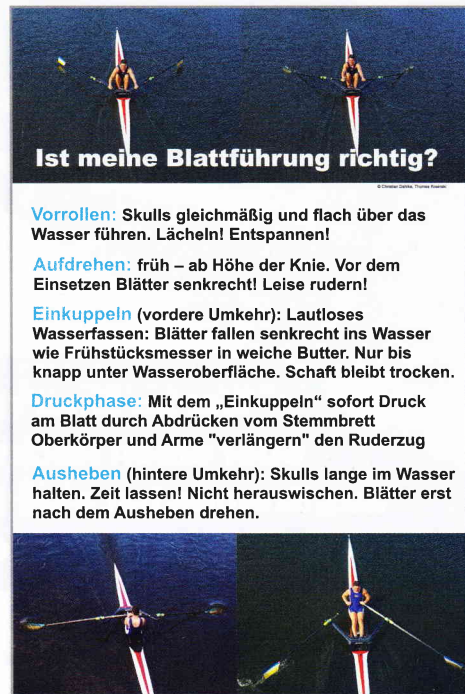 Ist meine Blattführung richtig?
© Christian Dahlke, Thomas Kosinski
Vorrollen: Skulls gleichmäßig und flach über das
Wasser führen. Lächeln! Entspannen!
Aufdrehen: früh – ab Höhe der Knie. Vor dem
Einsetzen Blätter senkrecht! Leise rudern!
Einkuppeln (vordere Umkehr): Lautloses
Wasserfassen: Blätter fallen senkrecht ins Wasser
wie Frühstücksmesser in weiche Butter. Nur bis
knapp unter Wasseroberfläche. Schaft bleibt trocken.
Druckphase: Mit dem „Einkuppeln“ sofort Druck
am Blatt durch Abdrücken vom Stemmbrett
Oberkörper und Arme "verlängern" den Ruderzug
Ausheben (hintere Umkehr): Skulls lange im Wasser
halten. Zeit lassen! Nicht herauswischen. Blätter erst
nach dem Ausheben drehen.